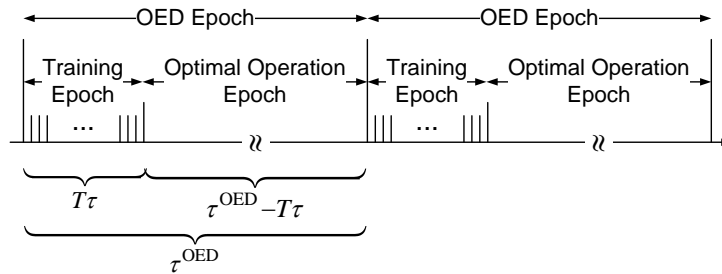 OED Epoch OED Epoch
Training Epoch Optimal Operation Epoch Training Epoch Optimal Operation Epoch
... ...
≈ ≈
Tτ τ^OED − Tτ
τ^OED